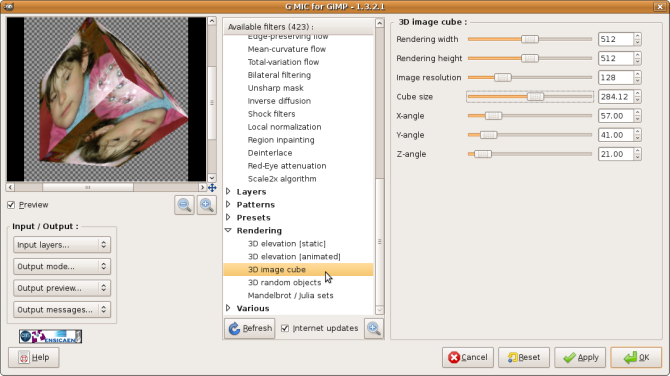 G'MIC for GIMP - 1.3.2.1
Preview
Input / Output :
Input layers...
Output mode...
Output preview...
Output messages...
ENSICAEN
Available filters (423) :
Edge-preserving flow
Mean-curvature flow
Total-variation flow
Bilateral filtering
Unsharp mask
Inverse diffusion
Shock filters
Local normalization
Region inpainting
Deinterlace
Red-Eye attenuation
Scale2x algorithm
Layers
Patterns
Presets
Rendering
3D elevation [static]
3D elevation [animated]
3D image cube
3D random objects
Mandelbrot / Julia sets
Various
Refresh
Internet updates
3D image cube :
Rendering width 512
Rendering height 512
Image resolution 128
Cube size 284.12
X-angle 57.00
Y-angle 41.00
Z-angle 21.00
Help
Cancel
Reset
Apply
OK